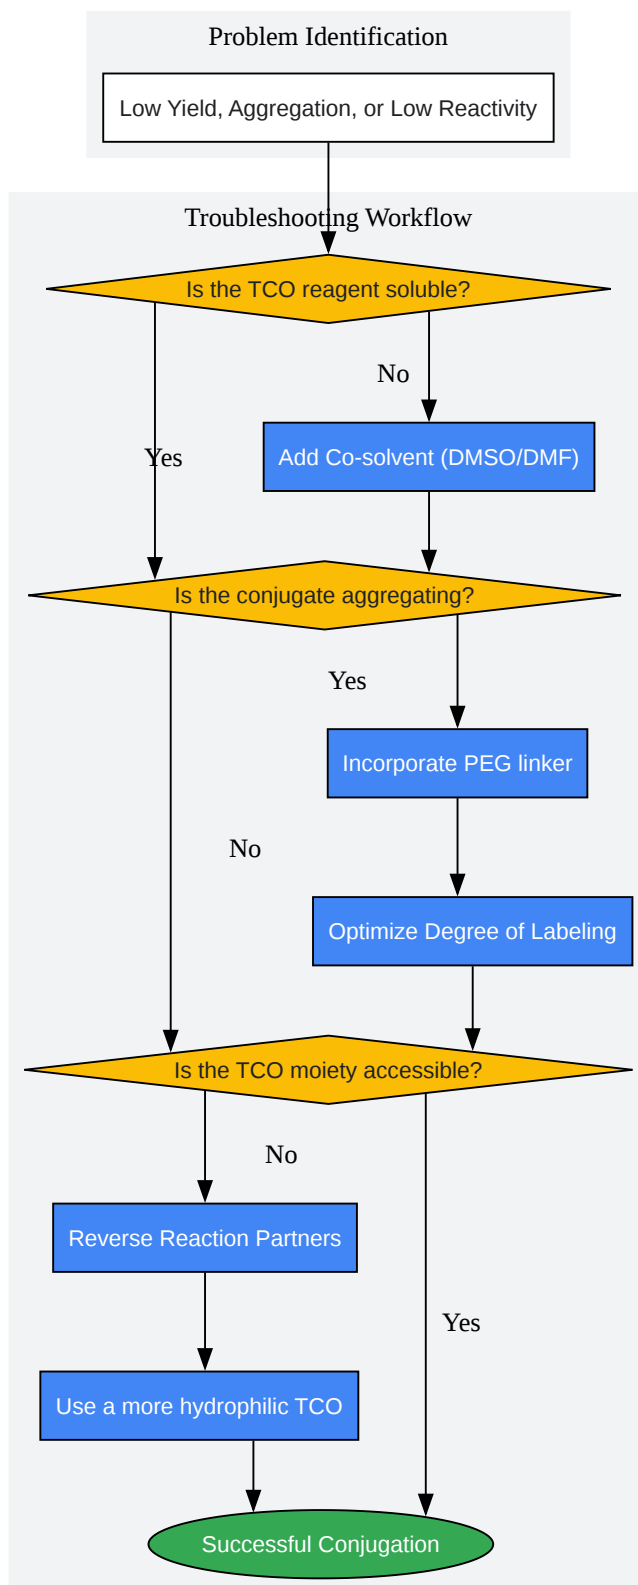 Problem Identification
Low Yield, Aggregation, or Low Reactivity
Troubleshooting Workflow
Is the TCO reagent soluble?
No
Yes
Add Co-solvent (DMSO/DMF)
Is the conjugate aggregating?
Yes
Incorporate PEG linker
No
Optimize Degree of Labeling
Is the TCO moiety accessible?
No
Reverse Reaction Partners
Yes
Use a more hydrophilic TCO
Successful Conjugation